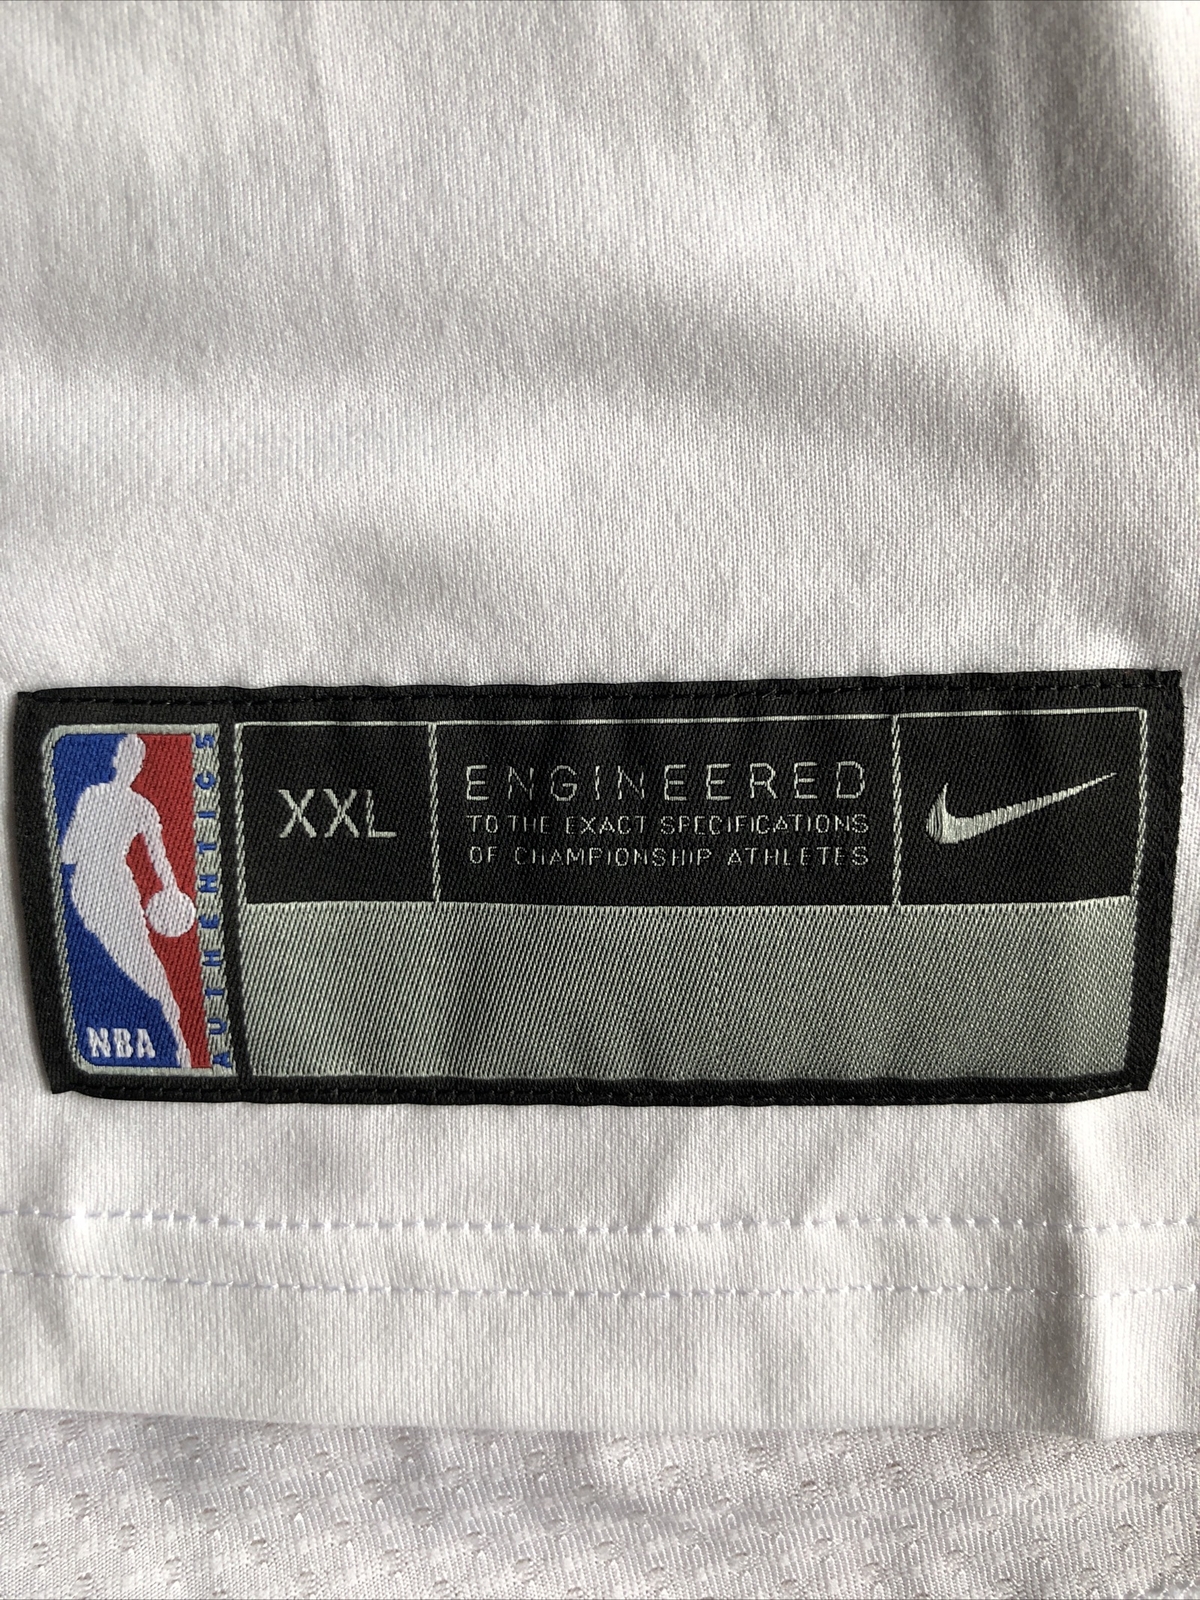 NBA
AUTHENTICS
XXL
ENGINEERED
TO THE EXACT SPECIFICATIONS
OF CHAMPIONSHIP ATHLETES